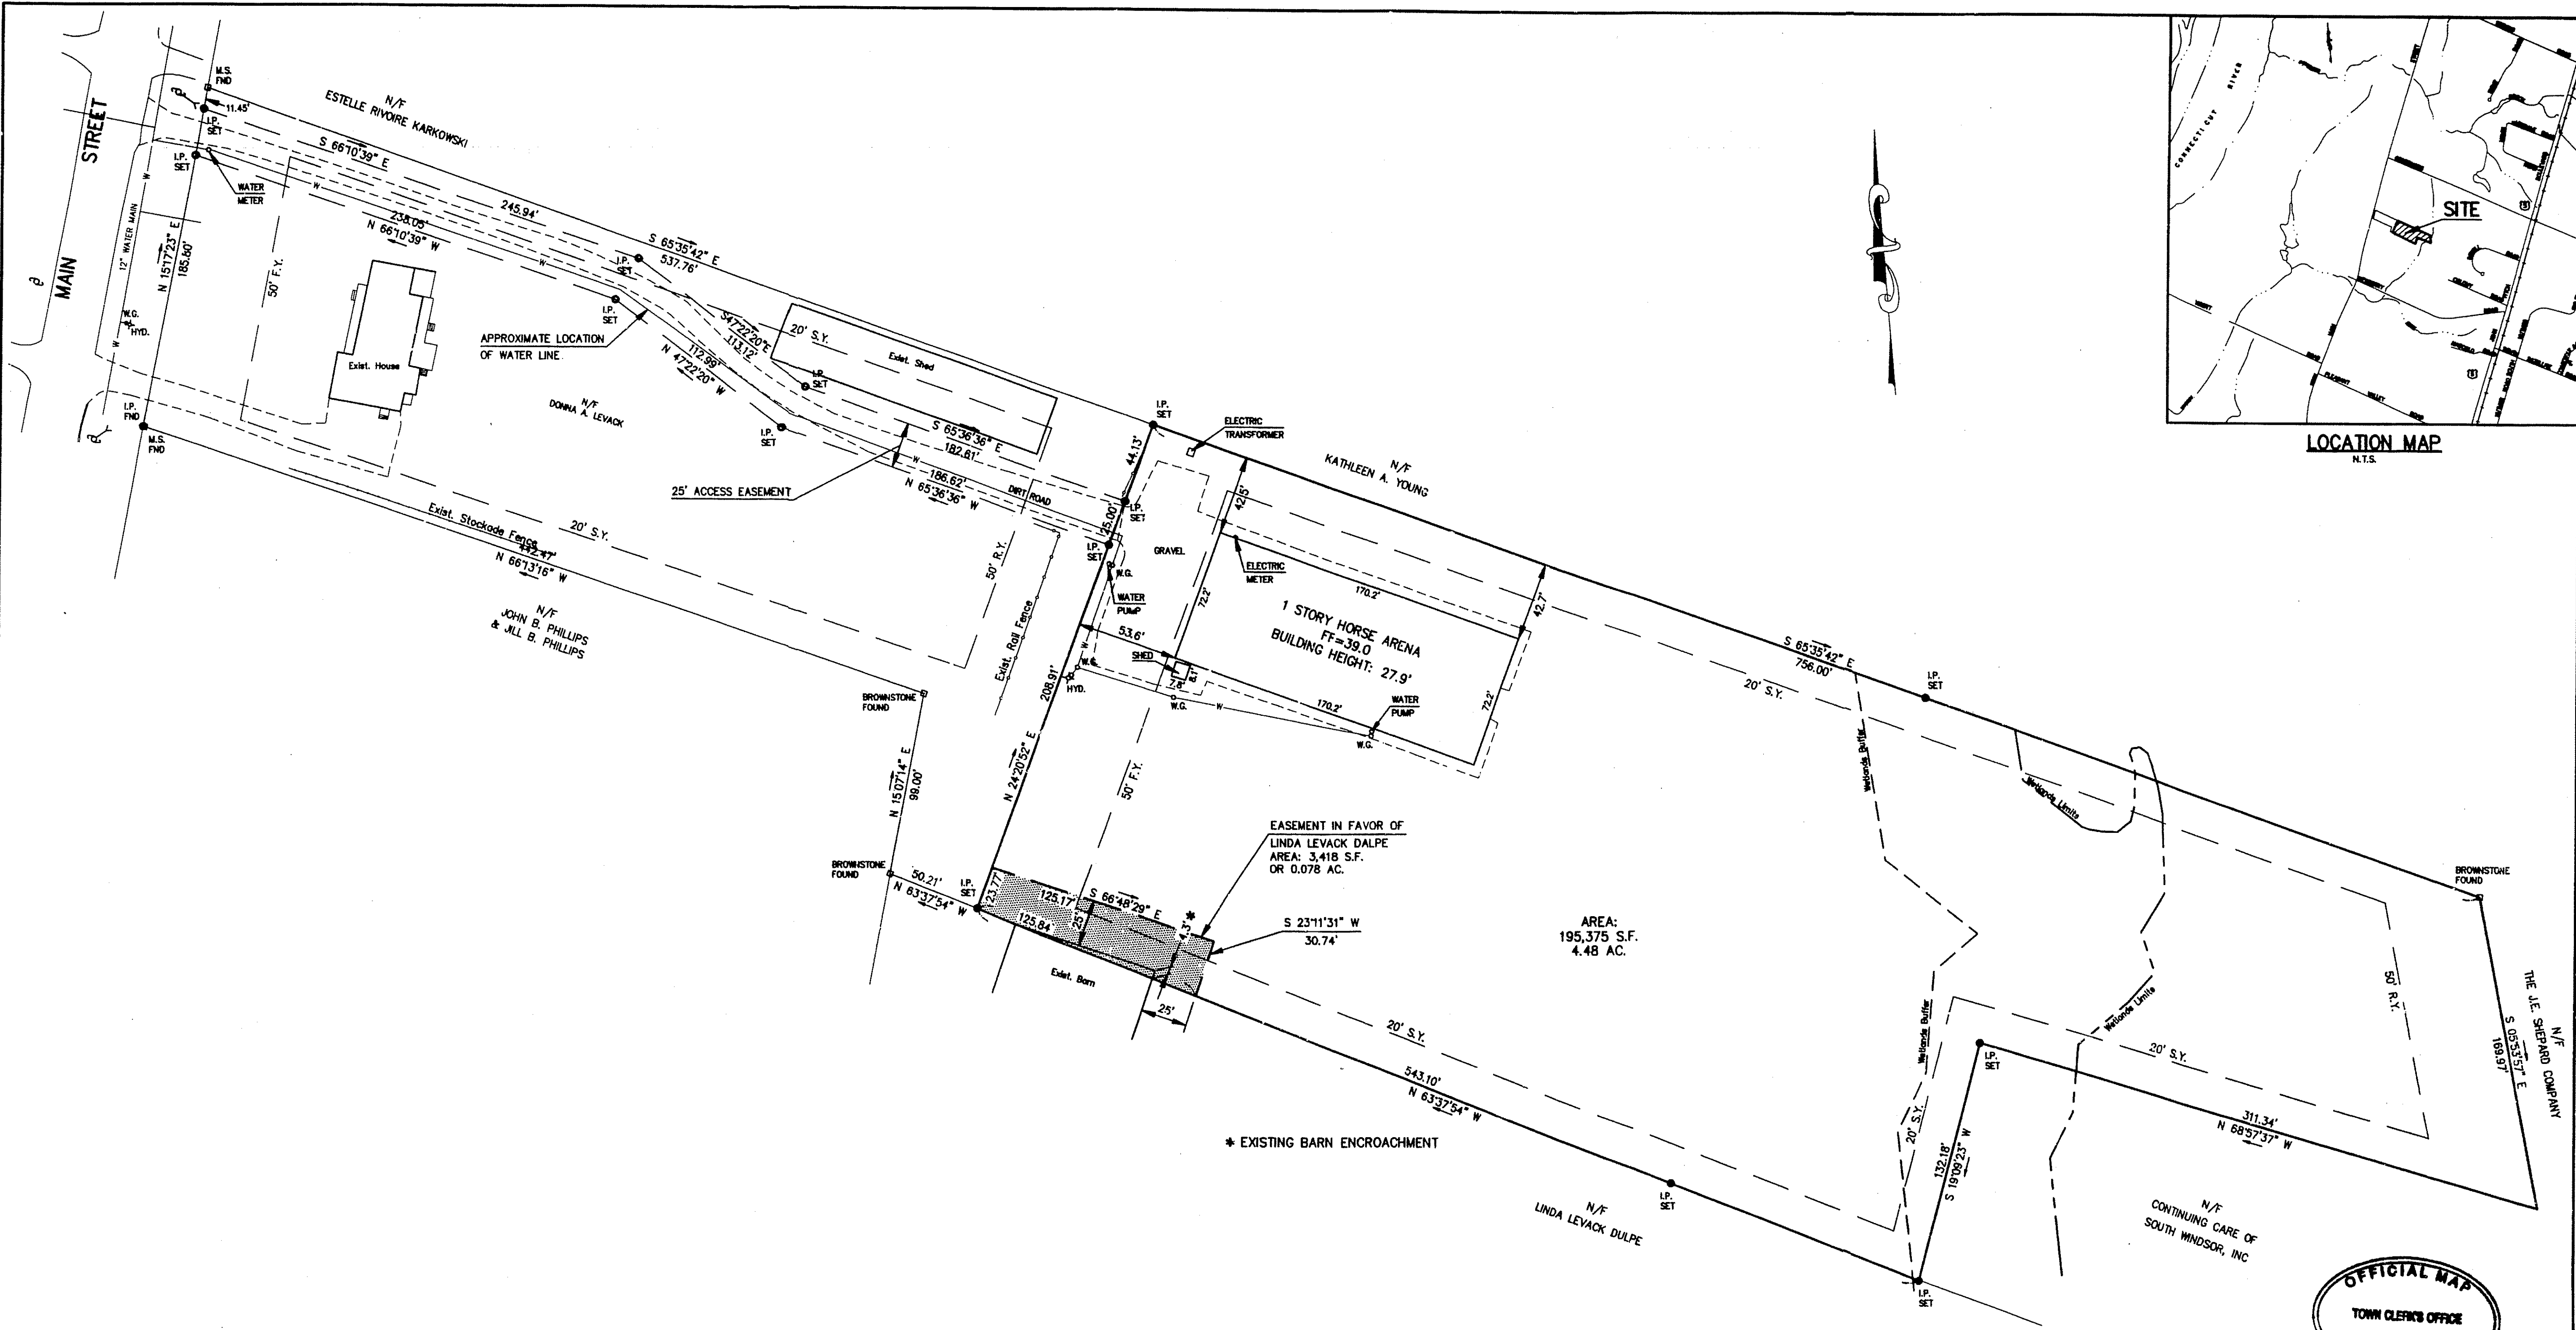 M.S.
FND
11.45'
I.P.
SET
N/F
ESTELLE RIVOIRE KARKOWSKI
S 66°10'39" E
245.94'
MAIN STREET
I.P.
SET
WATER
METER
12" WATER MAIN
W
N 15°17'23" E
185.80'
50' F.Y.
W
238.05'
N 66°10'39" W
W
S 65°35'42" E
537.76'
I.P.
SET
I.P.
SET
W.G.
HYD.
W
Exist. House
APPROXIMATE LOCATION
OF WATER LINE
S47°22'20"E
113.12'
112.99'
N 47°22'20" W
20' S.Y.
Exist. Shed
I.P.
SET
I.P.
SET
N/F
DONNA A. LEVACK
I.P.
FND
M.S.
FND
S 65°36'36" E
182.61'
W
186.62'
N 65°36'36" W
DIRT ROAD
25' ACCESS EASEMENT
Exist. Stockade Fence
442.47'
N 66°13'16" W
20' S.Y.
50' R.Y.
Exist. Rail Fence
N/F
JOHN B. PHILLIPS
& JILL B. PHILLIPS
I.P.
SET
44.13'
ELECTRIC
TRANSFORMER
N/F
KATHLEEN A. YOUNG
I.P.
SET
25.00'
I.P.
SET
GRAVEL
42.5'
ELECTRIC
METER
W.G.
WATER
PUMP
72.2'
170.2'
42.7'
1 STORY HORSE ARENA
FF=39.0
BUILDING HEIGHT: 27.9'
53.6'
SHED
7.8'
8.1'
W
W.G.
HYD.
W.G.
W
170.2'
WATER
PUMP
W.G.
72.2'
208.91'
N 24°20'52" E
50' F.Y.
BROWNSTONE
FOUND
N 15°07'14" E
99.00'
BROWNSTONE
FOUND
50.21'
N 63°37'54" W
I.P.
SET
123.77'
125.17'
S 66°48'29" E
125.84'
25'
4.3' *
Exist. Barn
25'
EASEMENT IN FAVOR OF
LINDA LEVACK DALPE
AREA: 3,418 S.F.
OR 0.078 AC.
S 23°11'31" W
30.74'
AREA:
195,375 S.F.
4.48 AC.
S 65°35'42" E
756.00'
20' S.Y.
I.P.
SET
Wetlands Buffer
Wetlands Limits
BROWNSTONE
FOUND
50' R.Y.
N/F
THE J.E. SHEPARD COMPANY
S 05°53'57" E
169.97'
Wetlands Buffer
Wetlands Limits
20' S.Y.
I.P.
SET
20' S.Y.
132.18'
S 19°09'23" W
311.34'
N 68°57'37" W
20' S.Y.
543.10'
N 63°37'54" W
* EXISTING BARN ENCROACHMENT
I.P.
SET
N/F
LINDA LEVACK DULPE
N/F
CONTINUING CARE OF
SOUTH WINDSOR, INC
I.P.
SET
CONNECTICUT RIVER
STREET
SITE
5
5
MAIN
PLEASANT VALLEY ROAD
LOCATION MAP
N.T.S.
OFFICIAL MAP
TOWN CLERK'S OFFICE